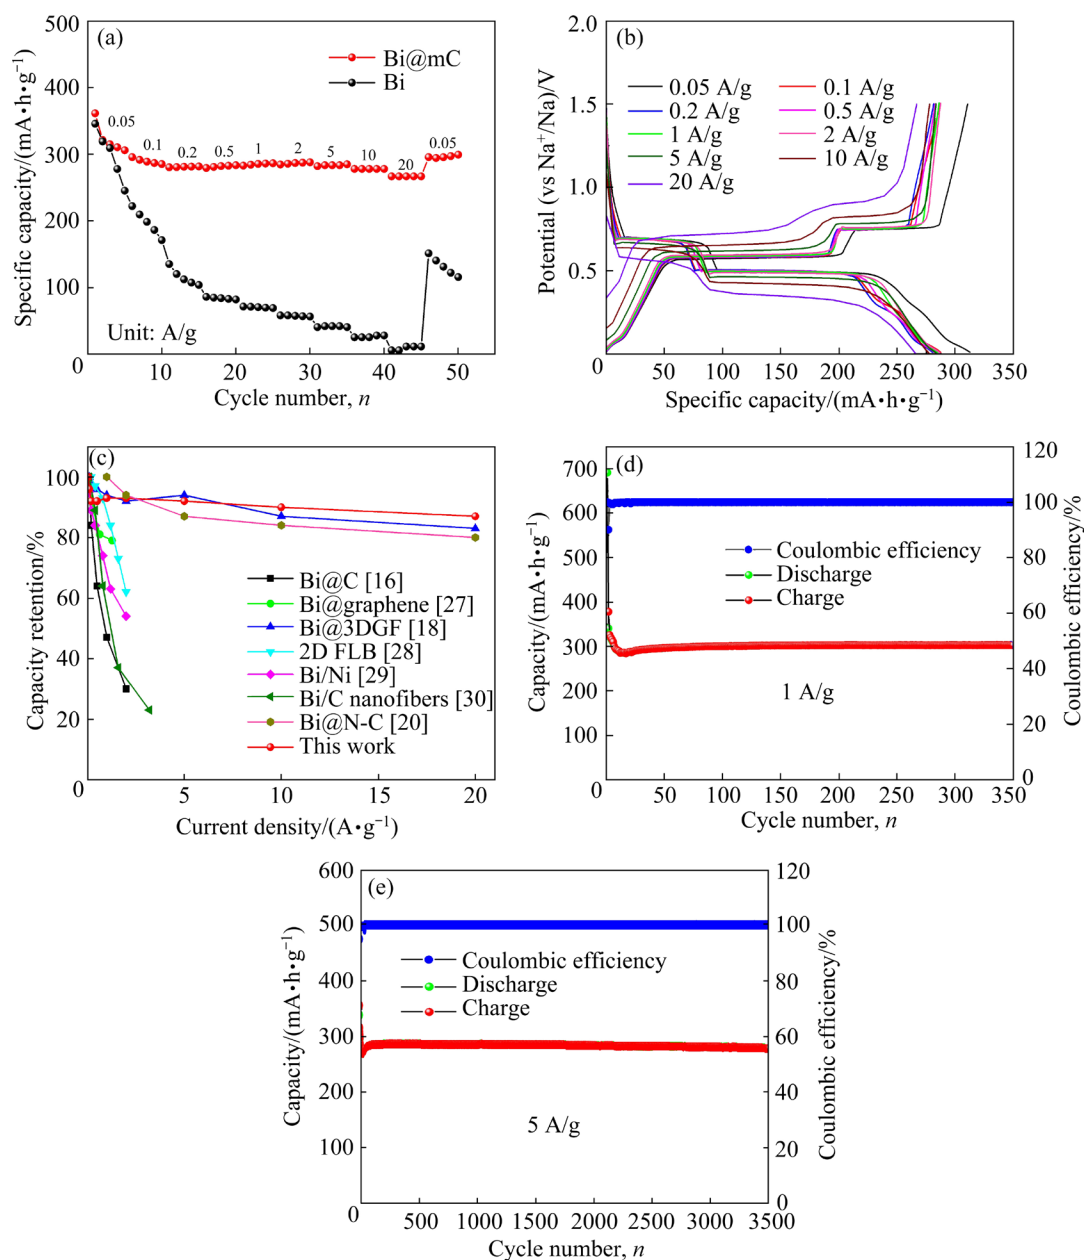 (a)
500
400
300
200
100
0
10
20
30
40
50
Specific capacity/(mA•h•g⁻¹)
Cycle number, n
Bi@mC
Bi
0.05
0.1
0.2
0.5
1
2
5
10
20
0.05
Unit: A/g
(b)
2.0
1.5
1.0
0.5
0
50
100
150
200
250
300
350
Potential (vs Na⁺/Na)/V
Specific capacity/(mA•h•g⁻¹)
0.05 A/g
0.1 A/g
0.2 A/g
0.5 A/g
1 A/g
2 A/g
5 A/g
10 A/g
20 A/g
(c)
100
80
60
40
20
0
5
10
15
20
Capacity retention/%
Current density/(A•g⁻¹)
Bi@C [16]
Bi@graphene [27]
Bi@3DGF [18]
2D FLB [28]
Bi/Ni [29]
Bi/C nanofibers [30]
Bi@N-C [20]
This work
(d)
700
600
500
400
300
200
100
0
50
100
150
200
250
300
350
120
100
80
60
40
20
0
Capacity/(mA•h•g⁻¹)
Coulombic efficiency/%
Cycle number, n
Coulombic efficiency
Discharge
Charge
1 A/g
(e)
600
500
400
300
200
100
0
500
1000
1500
2000
2500
3000
3500
120
100
80
60
40
20
0
Capacity/(mA•h•g⁻¹)
Coulombic efficiency/%
Cycle number, n
Coulombic efficiency
Discharge
Charge
5 A/g